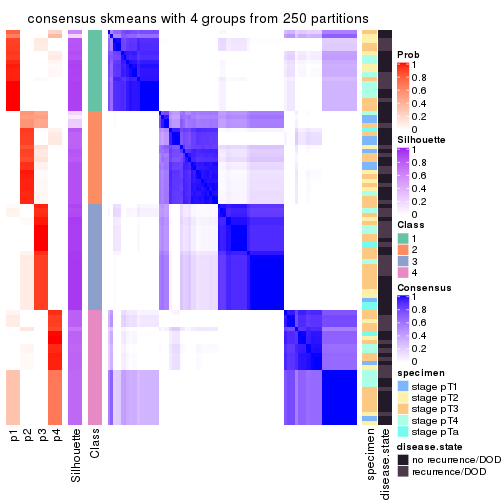 consensus skmeans with 4 groups from 250 partitions
Prob
1
0.8
0.6
0.4
0.2
0
Silhouette
1
0.8
0.6
0.4
0.2
0
Class
1
2
3
4
Consensus
1
0.8
0.6
0.4
0.2
0
specimen
stage pT1
stage pT2
stage pT3
stage pT4
stage pTa
disease.state
no recurrence/DOD
recurrence/DOD
p1
p2
p3
p4
Silhouette
Class
specimen
disease.state